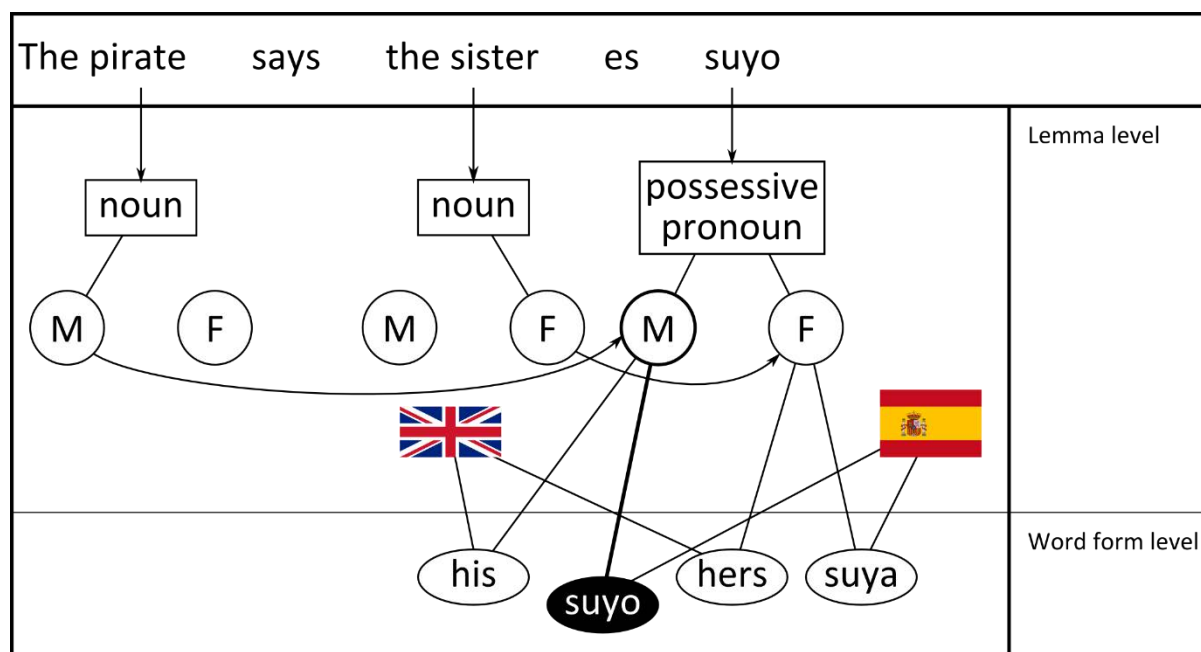 The pirate says the sister es suyo
Lemma level
noun
noun
possessive
pronoun
M F M F M F
Word form level
his
suyo
hers
suya